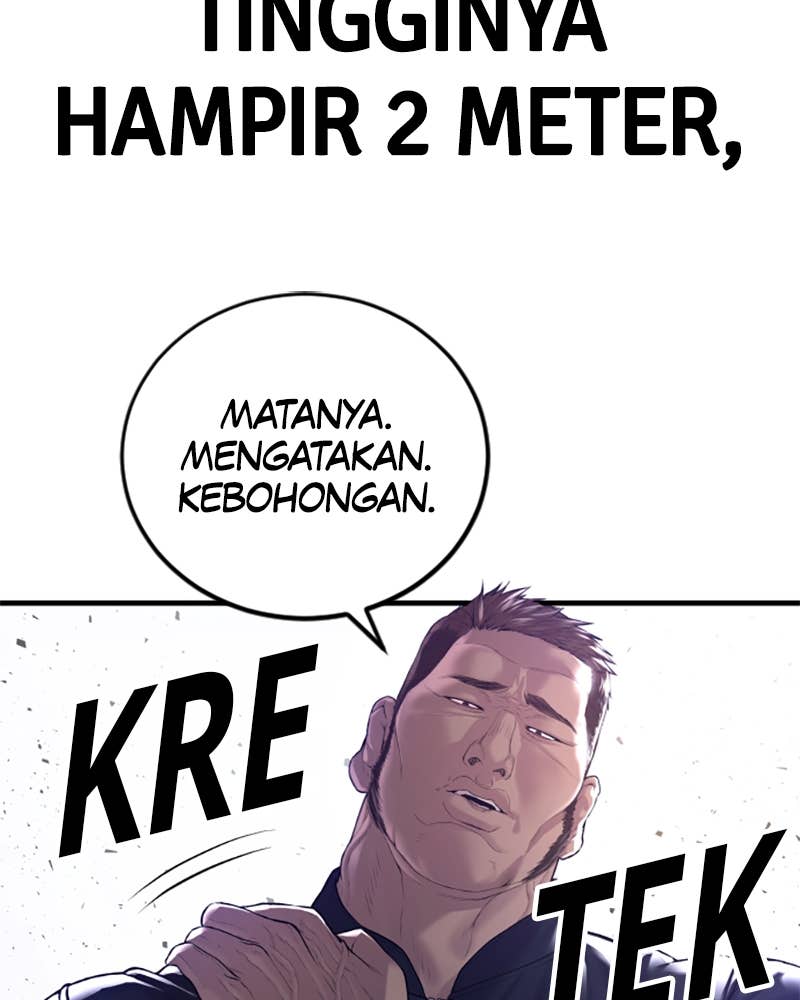 TINGGINYA
HAMPIR 2 METER,
MATANYA.
MENGATAKAN.
KEBOHONGAN.
KRE
TEK